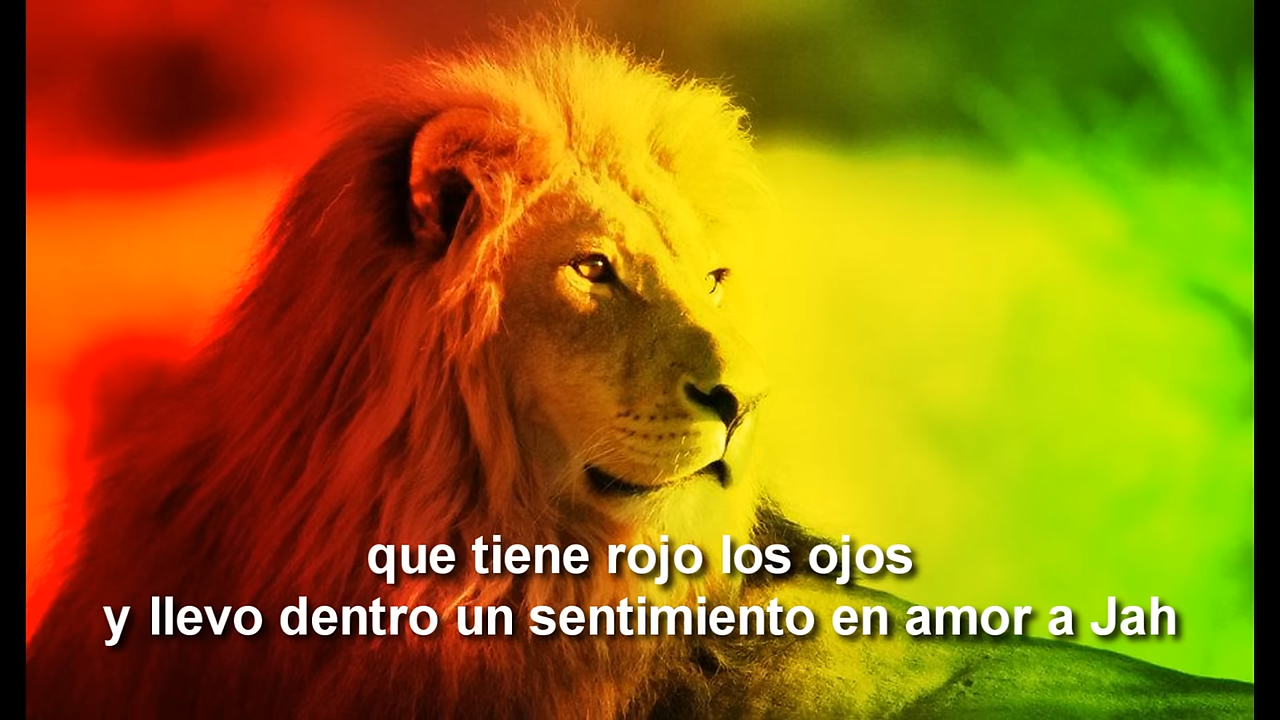 que tiene rojo los ojos
y llevo dentro un sentimiento en amor a Jah